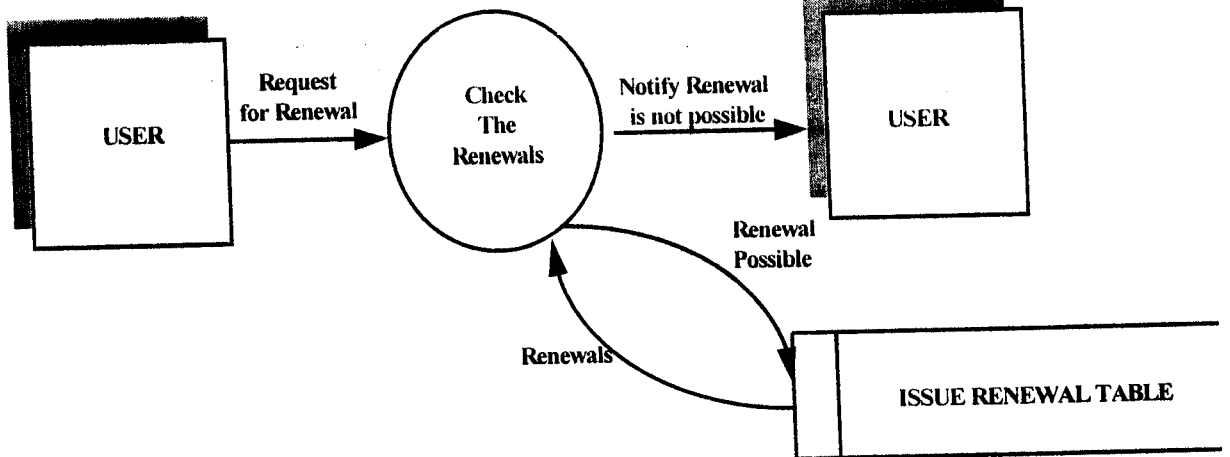 USER
Request
for Renewal
Check
The
Renewals
Notify Renewal
is not possible
USER
Renewal
Possible
Renewals
ISSUE RENEWAL TABLE